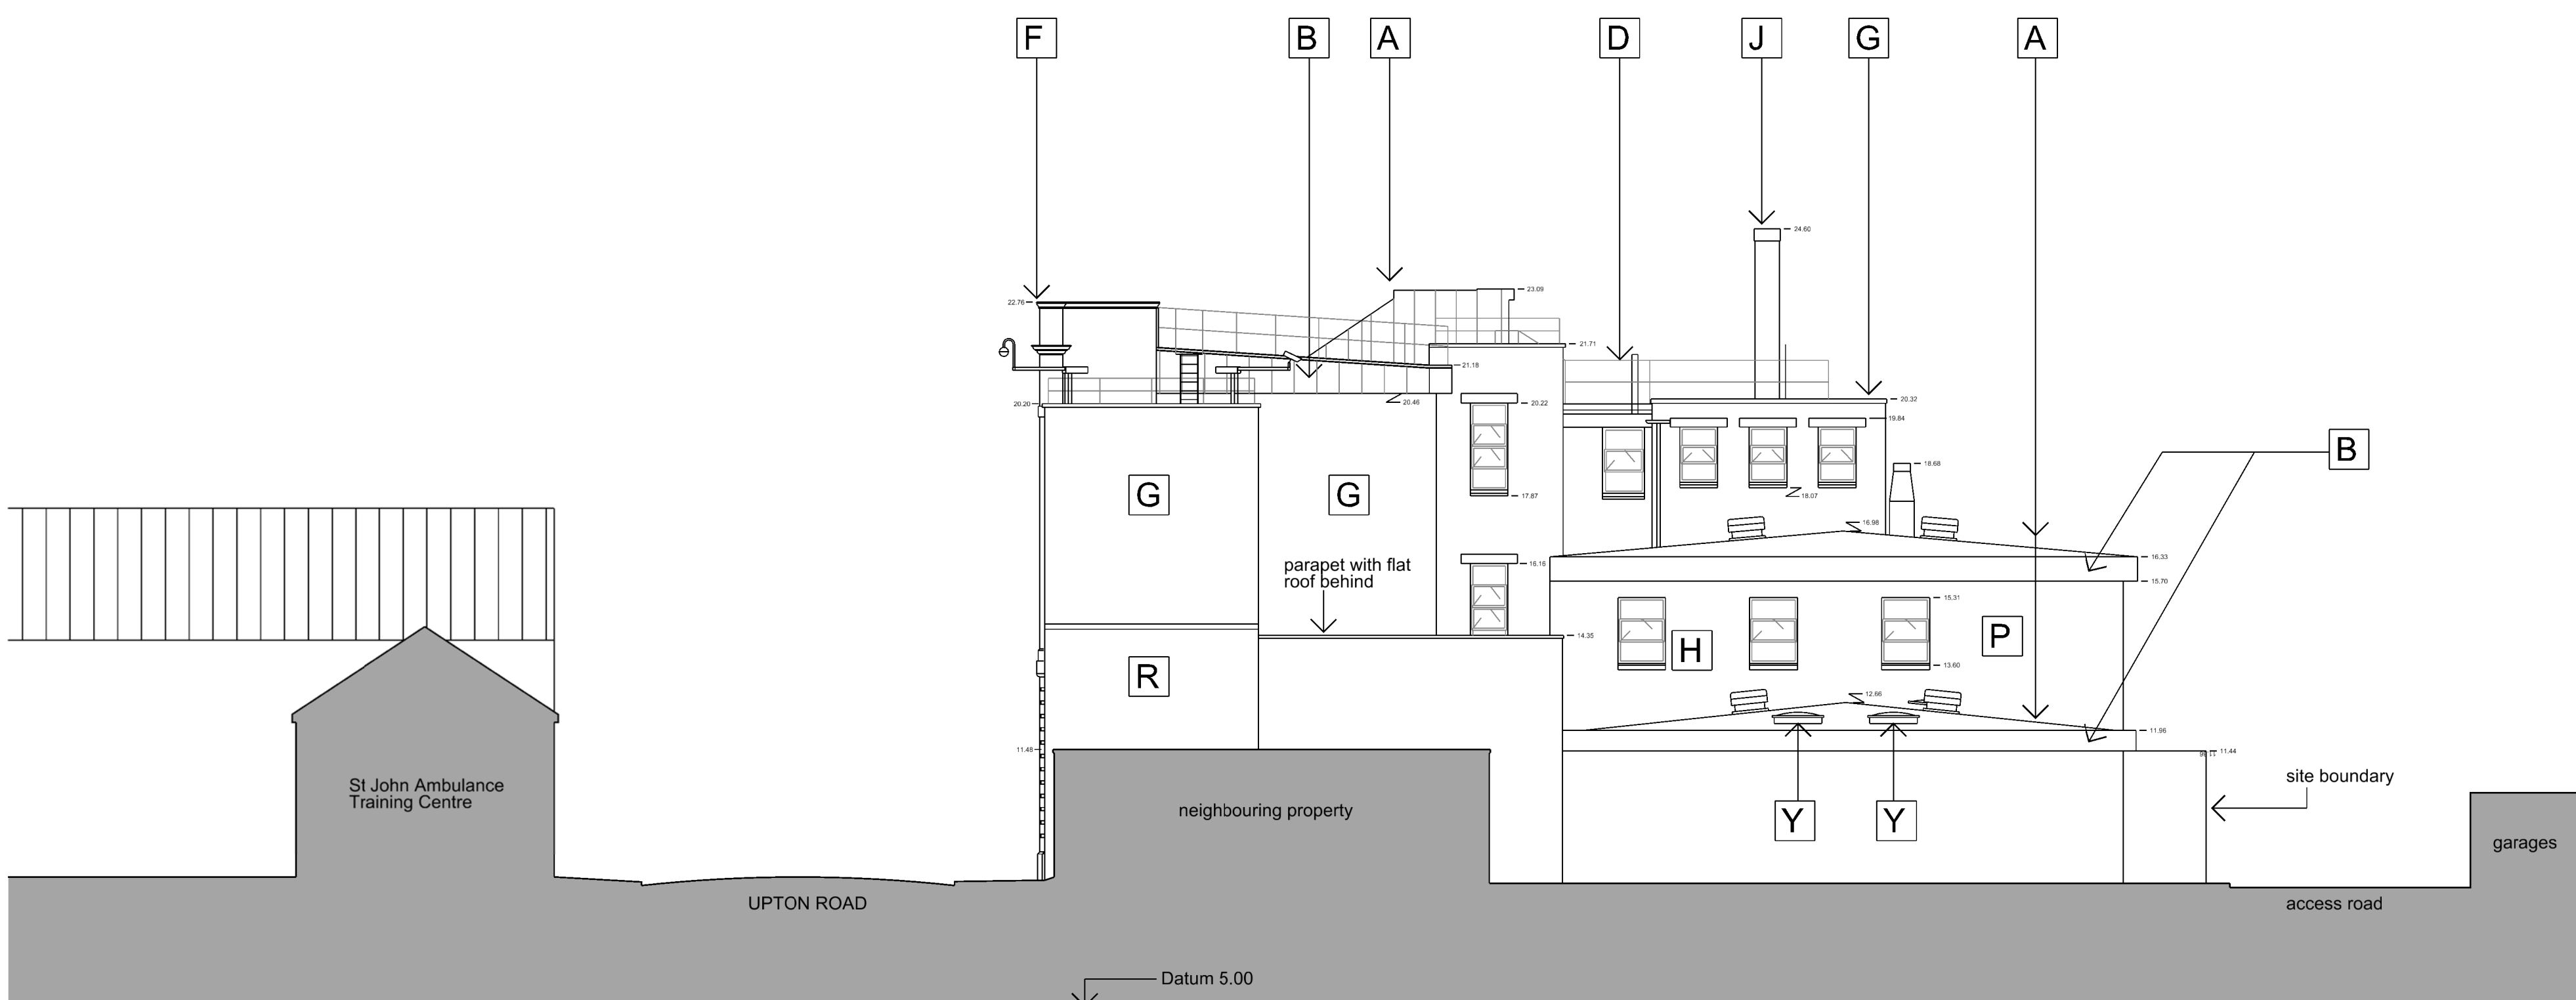 F
B
A
D
J
G
A
24.60
23.09
22.76
21.71
21.18
20.46
20.22
20.20
20.32
19.84
B
18.68
18.07
17.87
G
G
16.98
16.33
16.16
parapet with flat
roof behind
15.70
15.31
14.35
P
H
13.60
R
12.66
11.96
11.48
11.44
site boundary
St John Ambulance
Training Centre
neighbouring property
Y
Y
garages
UPTON ROAD
access road
Datum 5.00